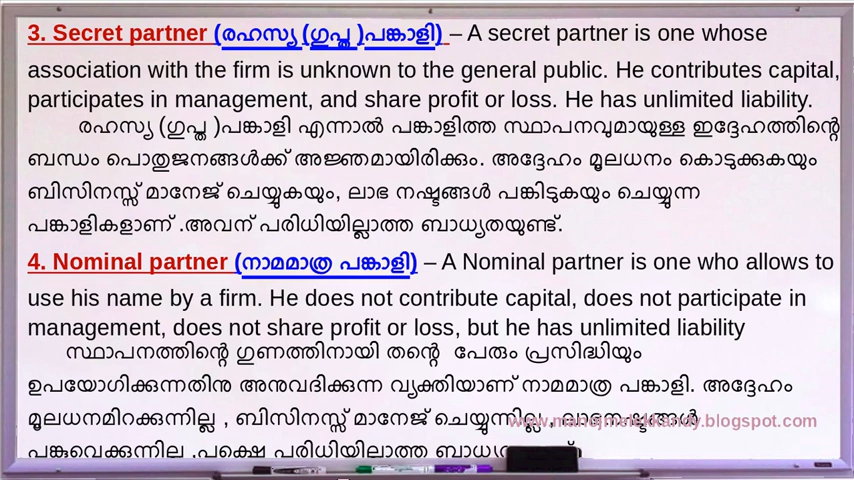 3. Secret partner (രഹസ്യ (ഗുപ്ത )പങ്കാളി) – A secret partner is one whose
association with the firm is unknown to the general public. He contributes capital,
participates in management, and share profit or loss. He has unlimited liability.
രഹസ്യ (ഗുപ്ത )പങ്കാളി എന്നാൽ പങ്കാളിത്ത സ്ഥാപനവുമായുള്ള ഇദ്ദേഹത്തിന്റെ
ബന്ധം പൊതുജനങ്ങൾക്ക് അജ്ഞമായിരിക്കും. അദ്ദേഹം മൂലധനം കൊടുക്കുകയും
ബിസിനസ്സ് മാനേജ് ചെയ്യുകയും, ലാഭ നഷ്ടങ്ങൾ പങ്കിടുകയും ചെയ്യുന്ന
പങ്കാളികളാണ് .അവന് പരിധിയില്ലാത്ത ബാധ്യതയുണ്ട്.
4. Nominal partner (നാമമാത്ര പങ്കാളി) – A Nominal partner is one who allows to
use his name by a firm. He does not contribute capital, does not participate in
management, does not share profit or loss, but he has unlimited liability
സ്ഥാപനത്തിന്റെ ഗുണത്തിനായി തന്റെ പേരും പ്രസിദ്ധിയും
ഉപയോഗിക്കുന്നതിനു അനുവദിക്കുന്ന വ്യക്തിയാണ് നാമമാത്ര പങ്കാളി. അദ്ദേഹം
മൂലധനമിറക്കുന്നില്ല , ബിസിനസ്സ് മാനേജ് ചെയ്യുന്നില്ല , ലാഭനഷ്ടങ്ങൾ
പങ്കുവെക്കുന്നില്ല .പക്ഷെ പരിധിയില്ലാത്ത